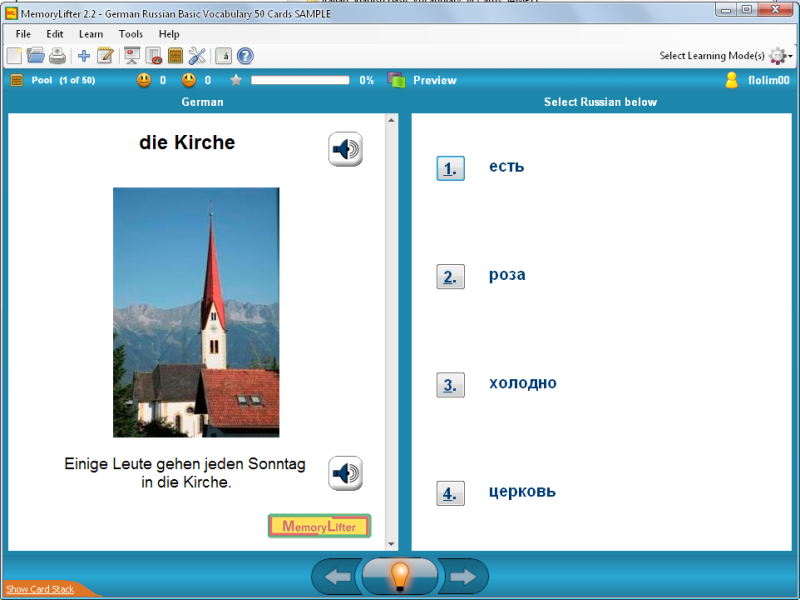 MemoryLifter 2.2 - German Russian Basic Vocabulary 50 Cards SAMPLE
File Edit Learn Tools Help
Select Learning Mode(s)
Pool (1 of 50) 0 0 0% Preview flolim00
German
Select Russian below
die Kirche
Einige Leute gehen jeden Sonntag
in die Kirche.
MemoryLifter
1. есть
2. роза
3. холодно
4. церковь
Show Card Stack